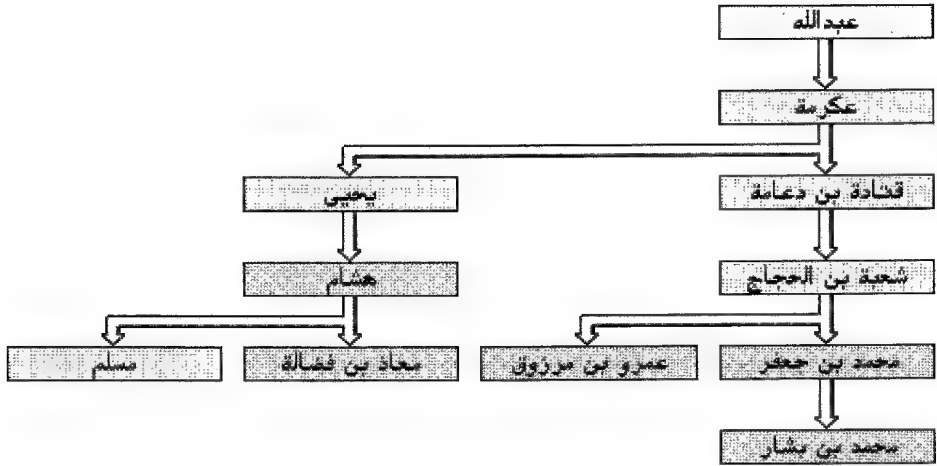 عبدالله
عكرمة
قتادة بن دعامة
يحيى
شعبة بن الحجاج
هشام
محمد بن جعفر
عمرو بن مرزوق
معاذ بن فضالة
مسلم
محمد بن بشار